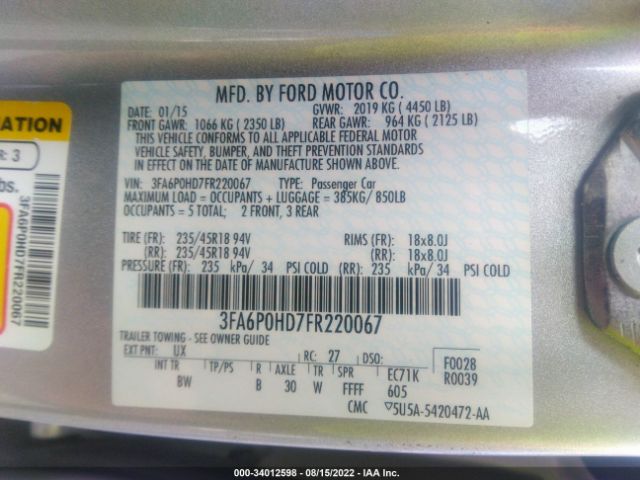 MFD. BY FORD MOTOR CO.
DATE: 01/15 GVWR: 2019 KG ( 4450 LB)
FRONT GAWR: 1066 KG ( 2350 LB) REAR GAWR: 964 KG ( 2125 LB)
THIS VEHICLE CONFORMS TO ALL APPLICABLE FEDERAL MOTOR
VEHICLE SAFETY, BUMPER, AND THEFT PREVENTION STANDARDS
IN EFFECT ON THE DATE OF MANUFACTURE SHOWN ABOVE.
VIN: 3FA6P0HD7FR220067 TYPE: Passenger Car
MAXIMUM LOAD = OCCUPANTS + LUGGAGE = 385KG/ 850LB
OCCUPANTS = 5 TOTAL; 2 FRONT, 3 REAR
TIRE (FR): 235/45R18 94V RIMS (FR): 18x8.0J
(RR): 235/45R18 94V (RR): 18x8.0J
PRESSURE (FR): 235 kPa/ 34 PSI COLD (RR): 235 kPa/ 34 PSI COLD
3FA6P0HD7FR220067
TRAILER TOWING - SEE OWNER GUIDE
EXT PNT: UX RC: 27 DSO: F0028
INT TR TP/PS R AXLE TR SPR EC71K R0039
BW B 30 W FFFF 605
CMC ▽5U5A-5420472-AA
MATION
R: 3
bs.
3FA6P0HD7FR220067
000-34012598 - 08/15/2022 - IAA Inc.